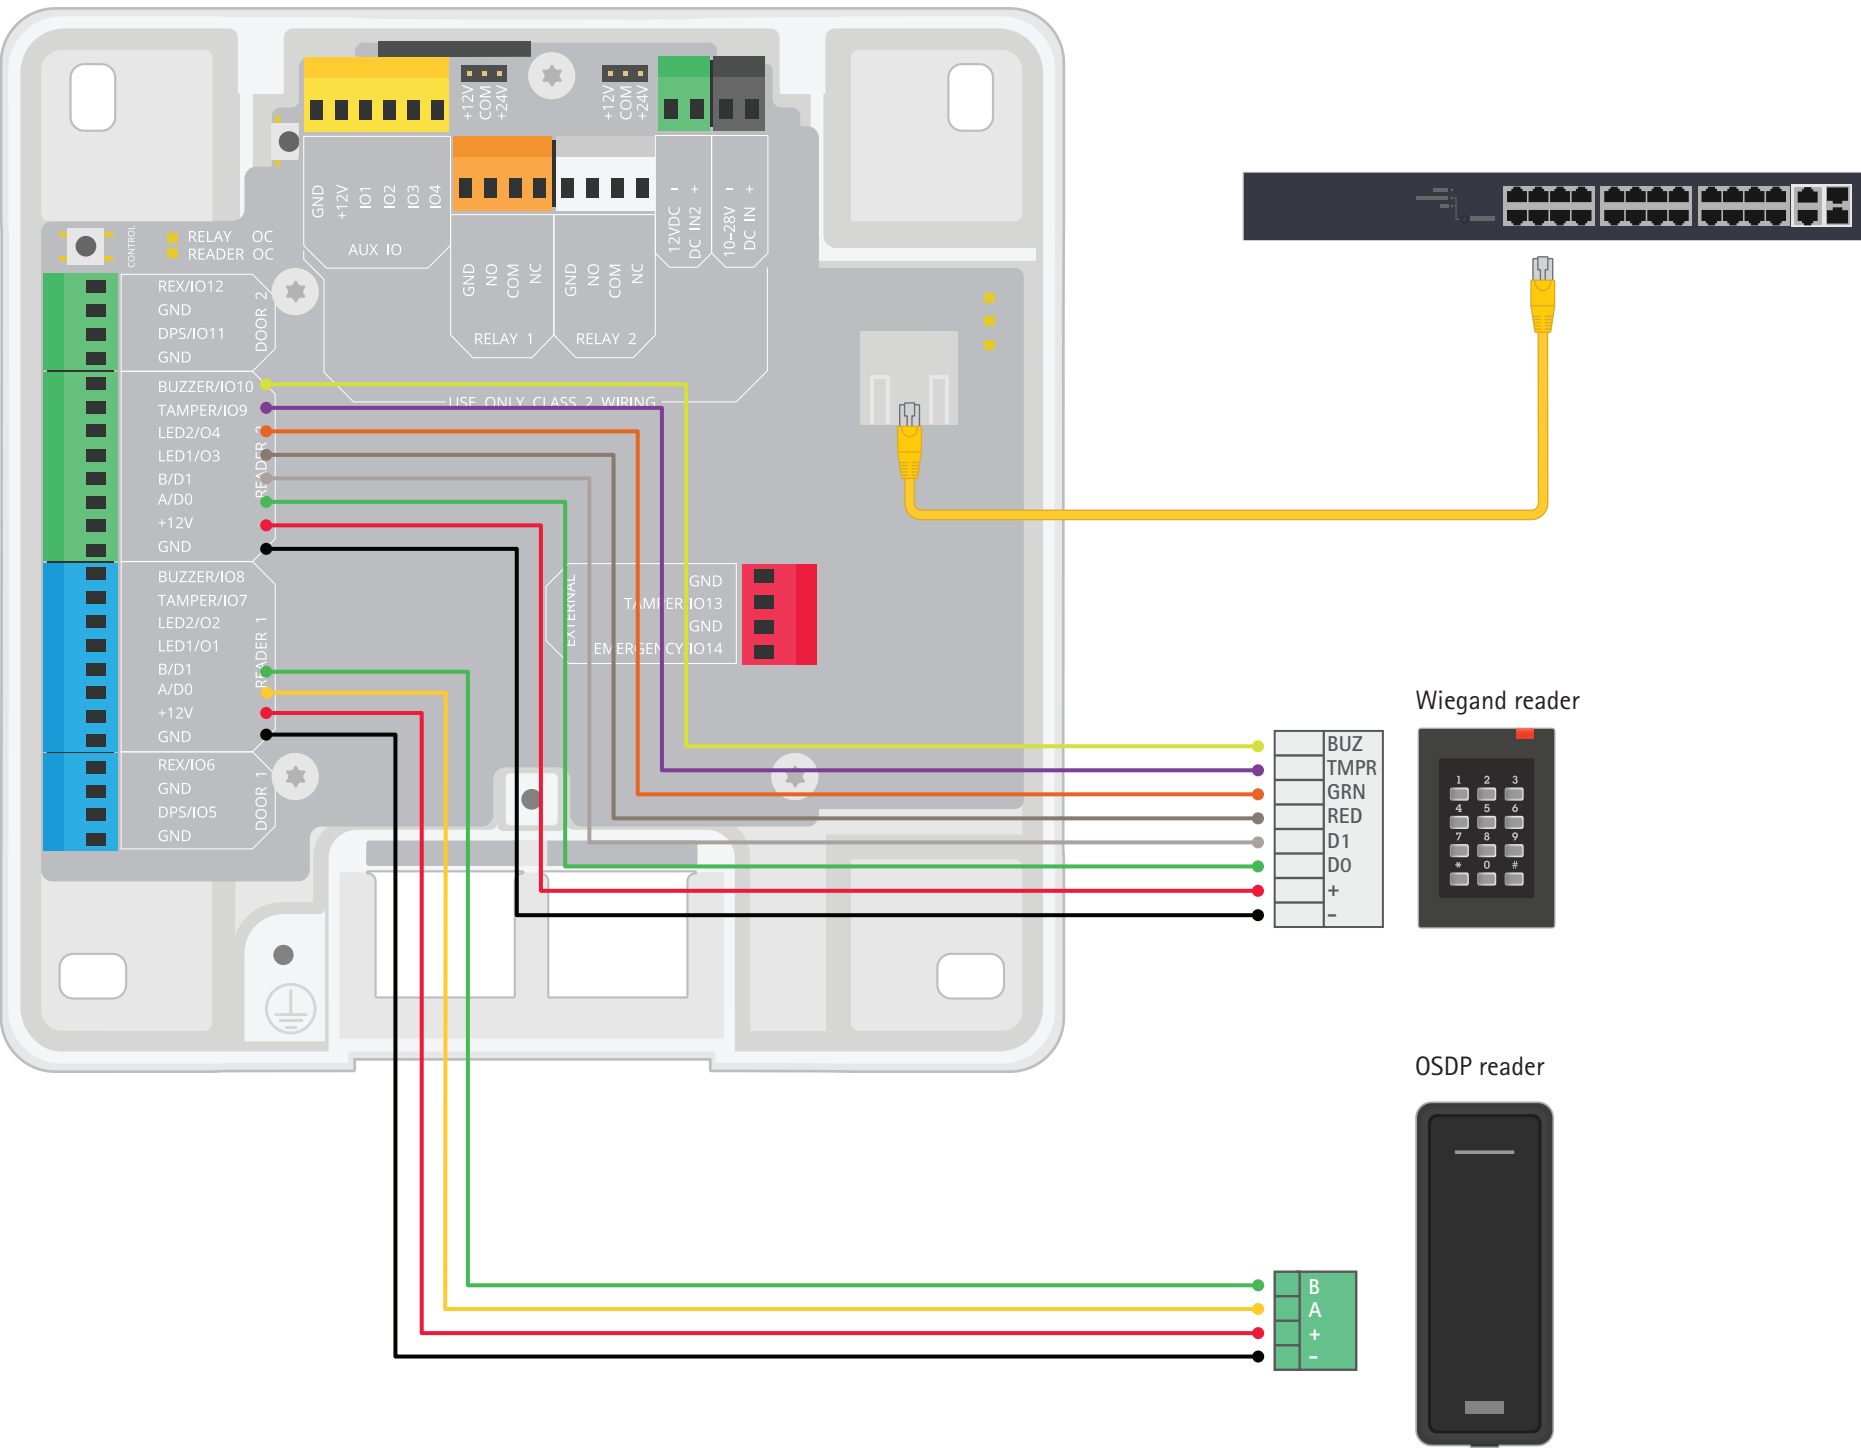 +12V
COM
+24V
+12V
COM
+24V
GND
+12V
IO1
IO2
IO3
IO4
AUX IO
12VDC - 
DC IN2 +
10–28V -
DC IN +
CONTROL
RELAY OC
READER OC
GND
NO
COM
NC
RELAY 1
GND
NO
COM
NC
RELAY 2
USE ONLY CLASS 2 WIRING
REX/IO12
GND
DPS/IO11
GND
DOOR 2
BUZZER/IO10
TAMPER/IO9
LED2/O4
LED1/O3
B/D1
A/D0
+12V
GND
READER 2
BUZZER/IO8
TAMPER/IO7
LED2/O2
LED1/O1
B/D1
A/D0
+12V
GND
READER 1
REX/IO6
GND
DPS/IO5
GND
DOOR 1
EXTERNAL
GND
TAMPER/IO13
GND
EMERGENCY/IO14
Wiegand reader
BUZ
TMPR
GRN
RED
D1
D0
+
-
1 2 3
4 5 6
7 8 9
* 0 #
OSDP reader
B
A
+
-